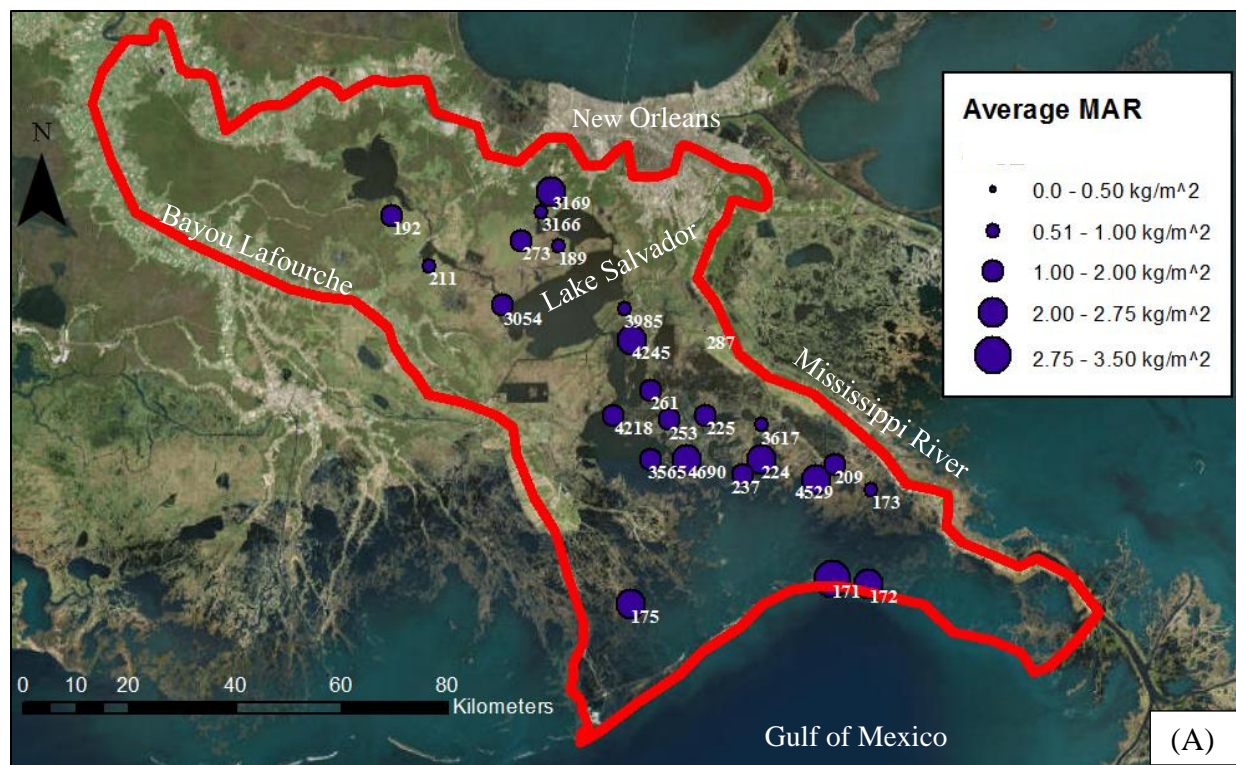 Average MAR
0.0 - 0.50 kg/m^2
0.51 - 1.00 kg/m^2
1.00 - 2.00 kg/m^2
2.00 - 2.75 kg/m^2
2.75 - 3.50 kg/m^2
N
New Orleans
Bayou Lafourche
Lake Salvador
Mississippi River
3169
3166
192
273
189
211
3054
3985
4245
287
261
4218
253
225
3617
3565
4690
237
224
4529
209
173
171
172
175
0 10 20 40 60 80
Kilometers
Gulf of Mexico
(A)